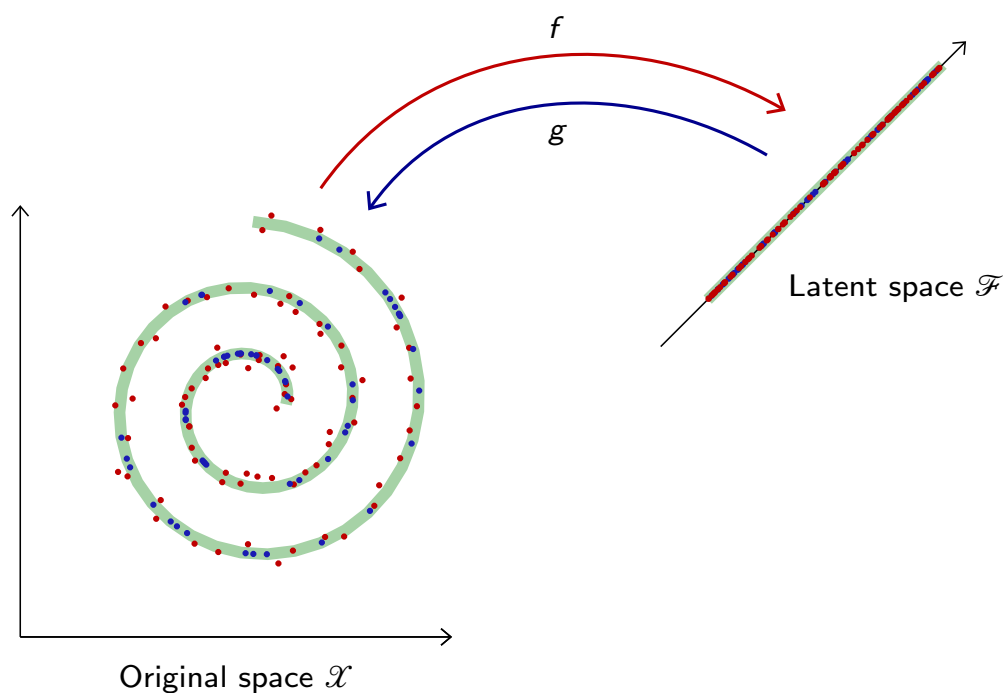 f
g
Latent space ℱ
Original space 𝒳